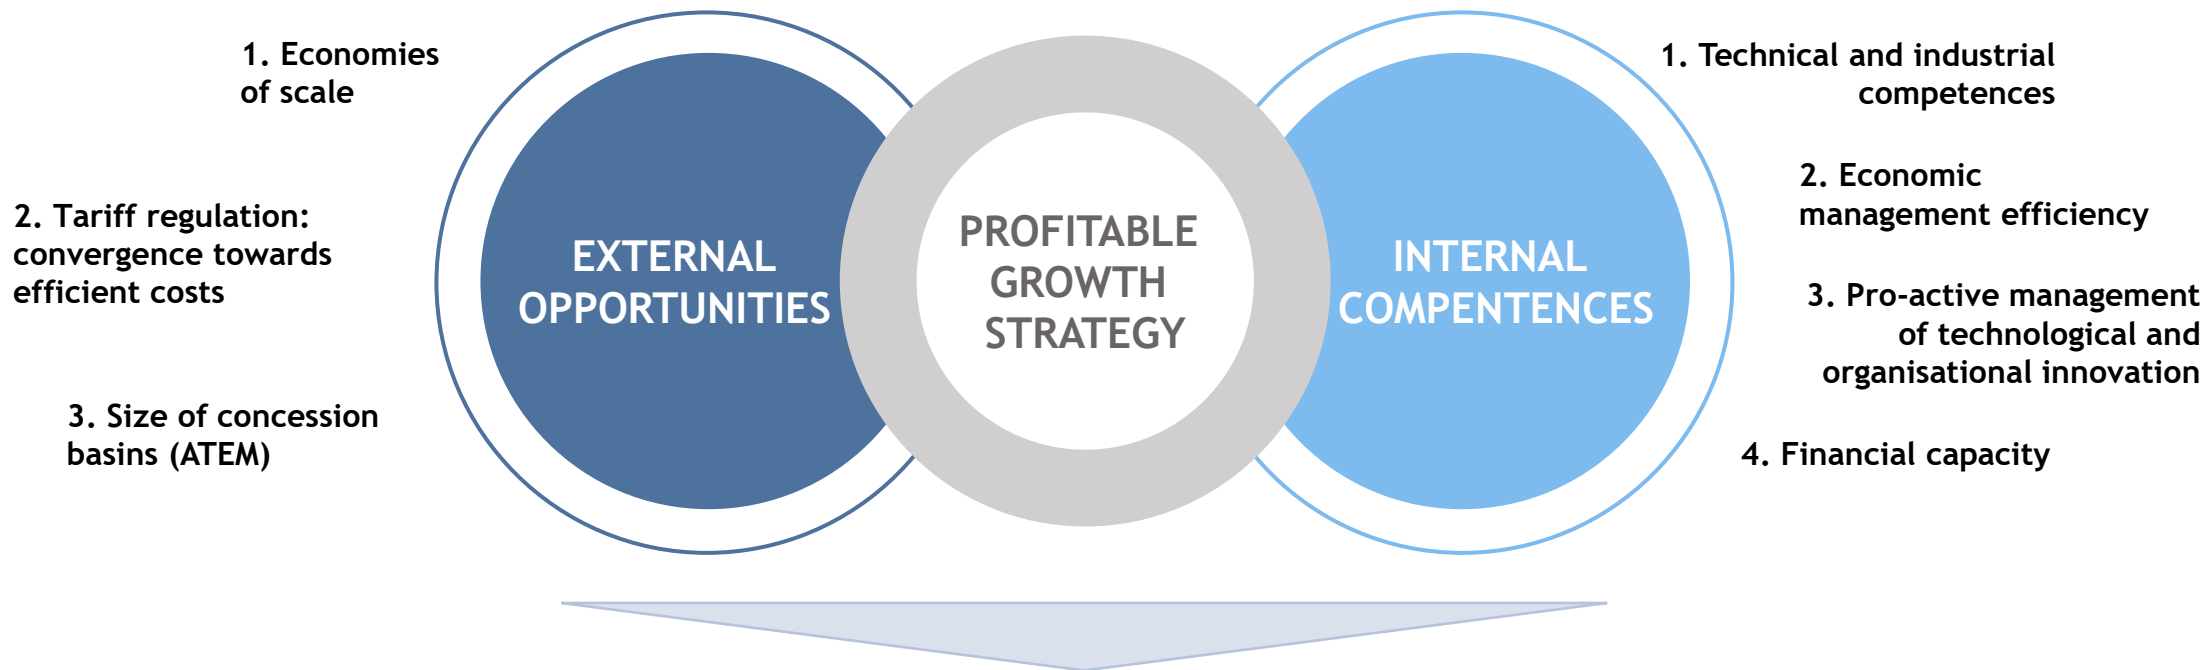 1. Economies
of scale
2. Tariff regulation:
convergence towards
efficient costs
3. Size of concession
basins (ATEM)
EXTERNAL
OPPORTUNITIES
PROFITABLE
GROWTH
STRATEGY
INTERNAL
COMPENTENCES
1. Technical and industrial
competences
2. Economic
management efficiency
3. Pro-active management
of technological and
organisational innovation
4. Financial capacity